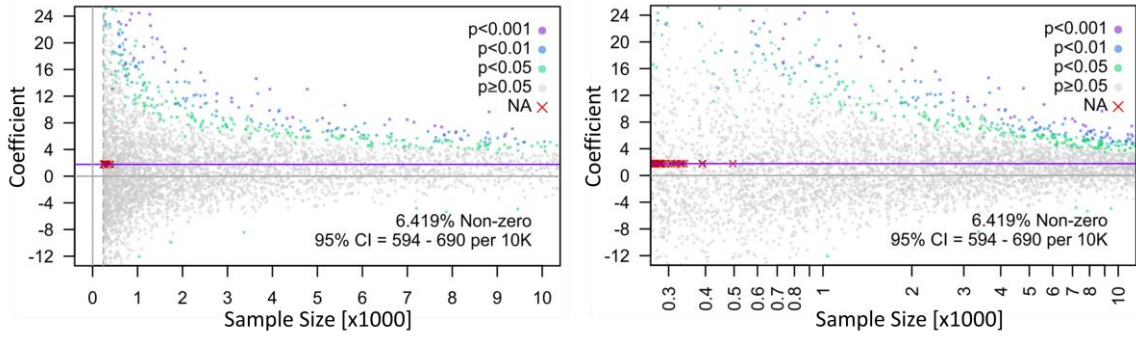 24
20
16
12
8
4
0
-4
-8
-12
Coefficient
p<0.001
p<0.01
p<0.05
p≥0.05
NA
6.419% Non-zero
95% CI = 594 - 690 per 10K
0 1 2 3 4 5 6 7 8 9 10
Sample Size [x1000]
24
20
16
12
8
4
0
-4
-8
-12
Coefficient
p<0.001
p<0.01
p<0.05
p≥0.05
NA
6.419% Non-zero
95% CI = 594 - 690 per 10K
0.3 0.4 0.5 0.6 0.7 0.8 1 2 3 4 5 6 7 8 10
Sample Size [x1000]